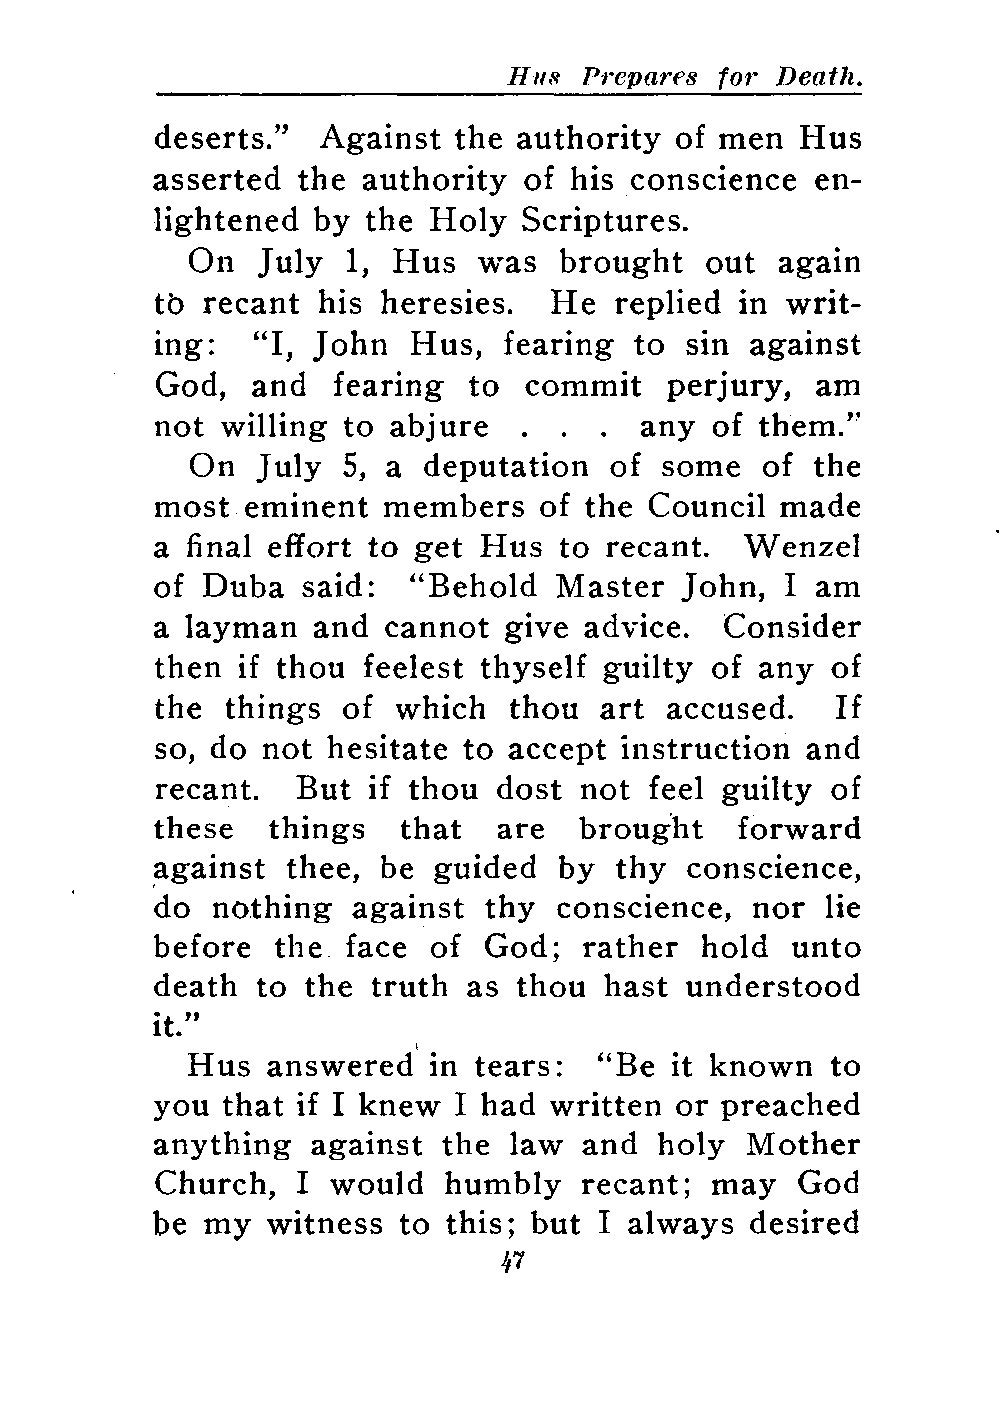 Hus Prepares for Death.
deserts.” Against the authority of men Hus
asserted the authority of his conscience en-
lightened by the Holy Scriptures.
On July 1, Hus was brought out again
to recant his heresies. He replied in writ-
ing: “I, John Hus, fearing to sin against
God, and fearing to commit perjury, am
not willing to abjure . . . any of them.”
On July 5, a deputation of some of the
most eminent members of the Council made
a final effort to get Hus to recant. Wenzel
of Duba said: “Behold Master John, I am
a layman and cannot give advice. Consider
then if thou feelest thyself guilty of any of
the things of which thou art accused. If
so, do not hesitate to accept instruction and
recant. But if thou dost not feel guilty of
these things that are brought forward
against thee, be guided by thy conscience,
do nothing against thy conscience, nor lie
before the face of God; rather hold unto
death to the truth as thou hast understood
it.”
Hus answered in tears: “Be it known to
you that if I knew I had written or preached
anything against the law and holy Mother
Church, I would humbly recant; may God
be my witness to this; but I always desired
47